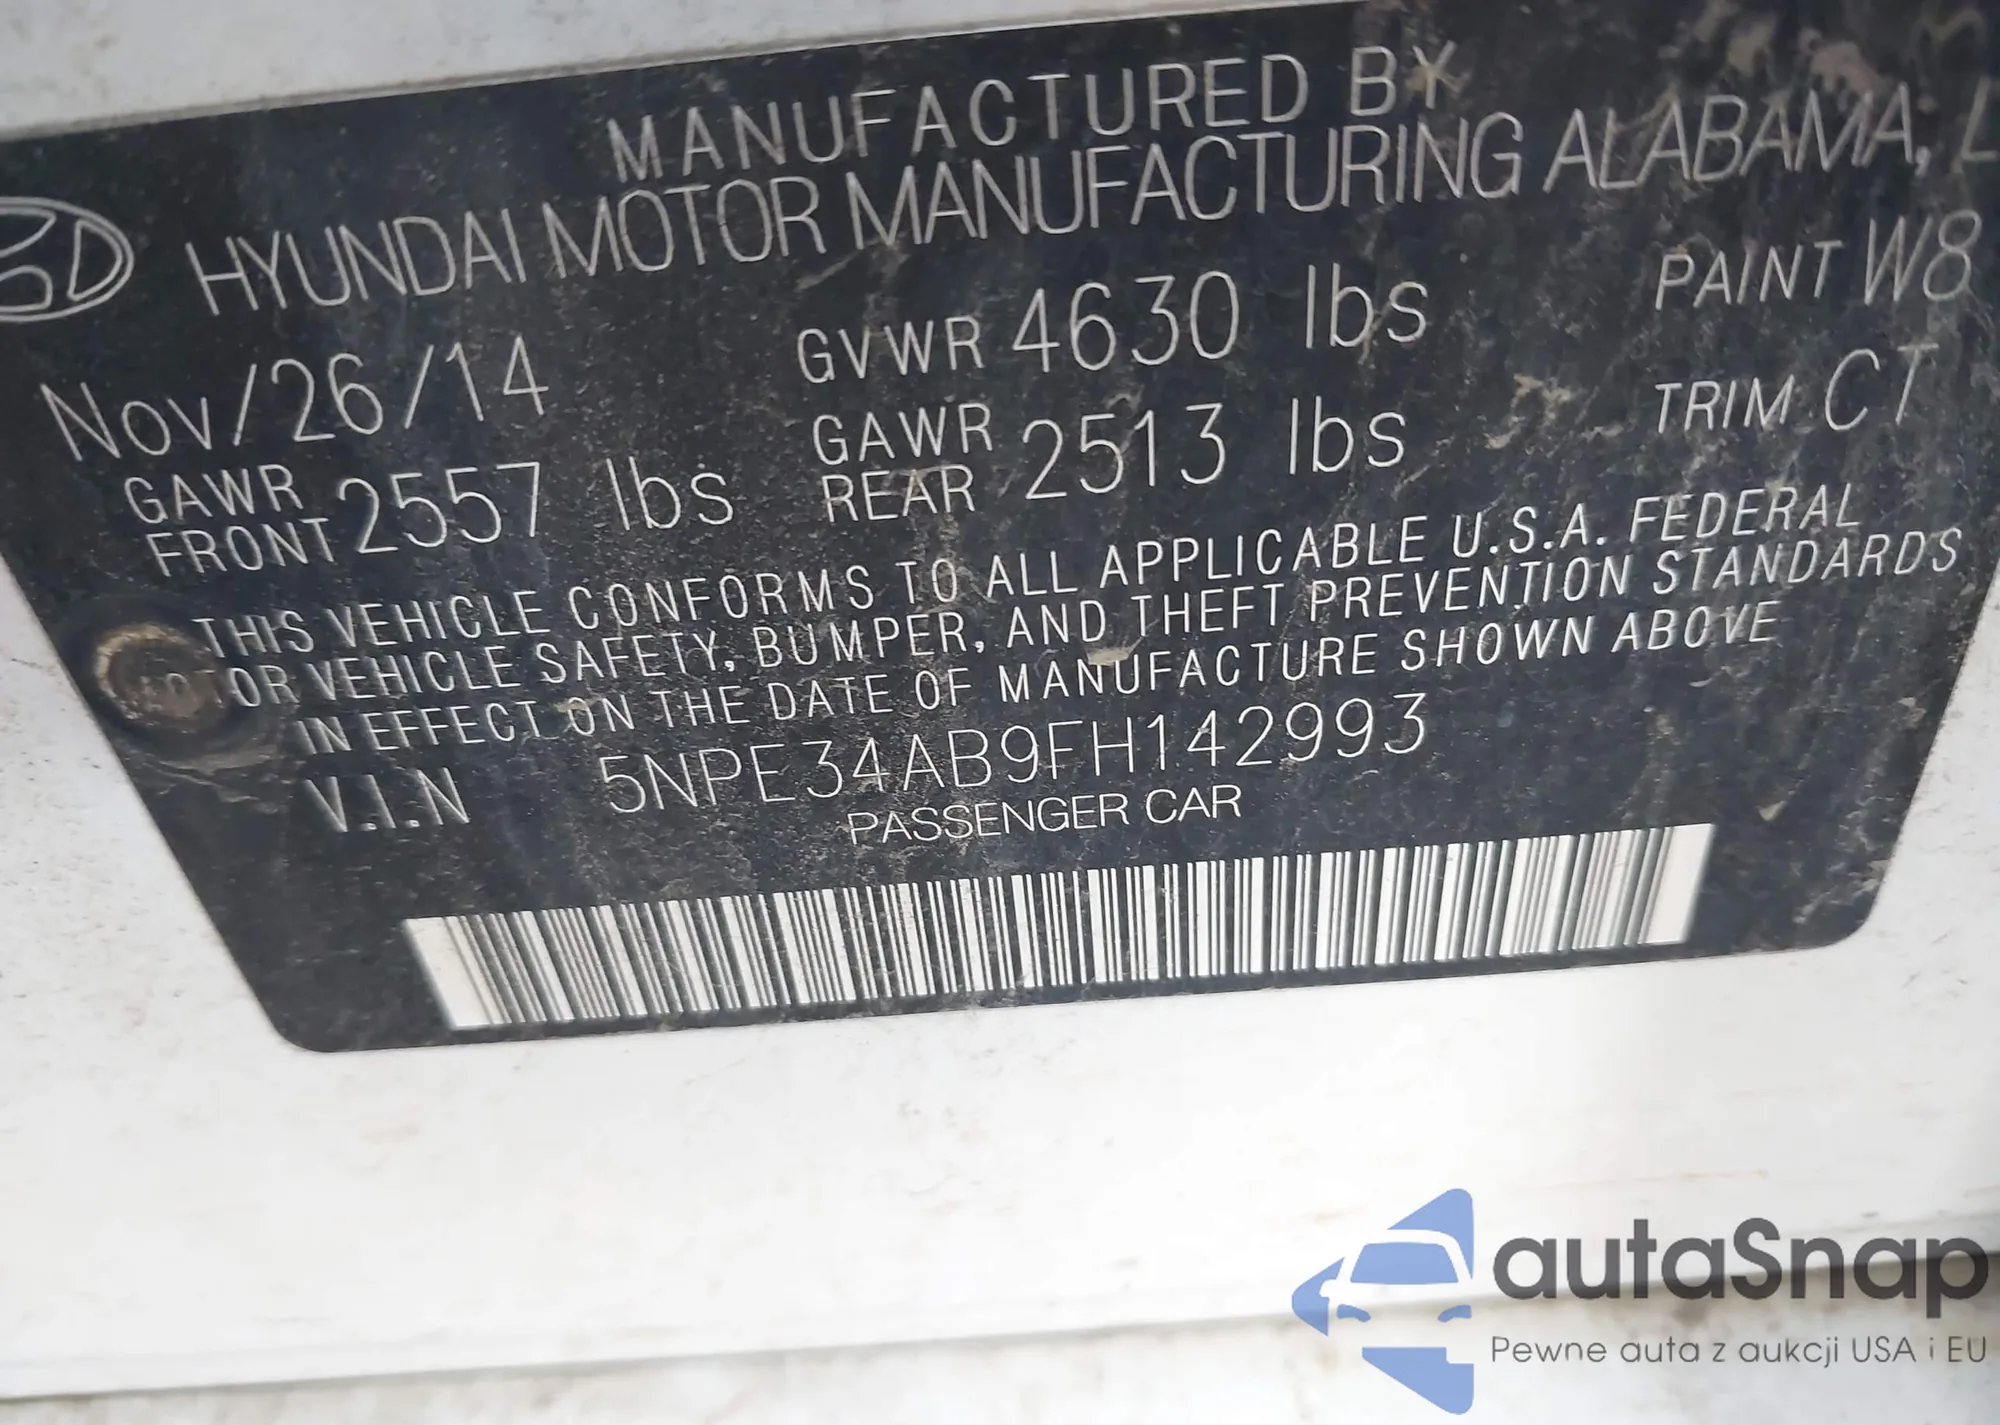 MANUFACTURED BY
HYUNDAI MOTOR MANUFACTURING ALABAMA, L
Nov/26/14 GVWR 4630 lbs PAINT W8
GAWR FRONT 2557 lbs GAWR REAR 2513 lbs TRIM CT
THIS VEHICLE CONFORMS TO ALL APPLICABLE U.S.A. FEDERAL
OR VEHICLE SAFETY, BUMPER, AND THEFT PREVENTION STANDARDS
IN EFFECT ON THE DATE OF MANUFACTURE SHOWN ABOVE
V.I.N 5NPE34AB9FH142993
PASSENGER CAR
autaSnap
Pewne auta z aukcji USA i EU